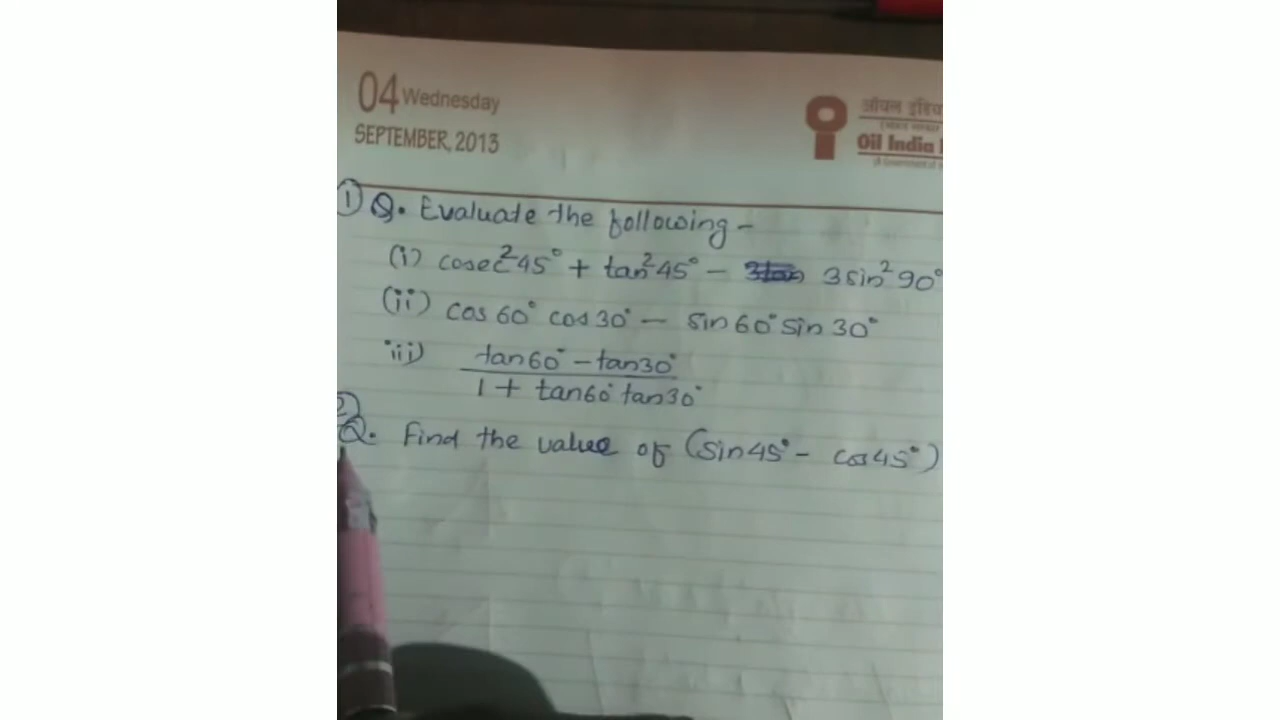 04 Wednesday
SEPTEMBER, 2013
ऑयल इंडिय
Oil India
① Q. Evaluate the following -
(i) cosec²45° + tan²45° - 3sin²90°
(ii) cos 60° cos 30° - sin 60° sin 30°
iii) tan60° - tan30°
1 + tan60° tan30°
② Q. Find the value of (sin45° - cos45°)